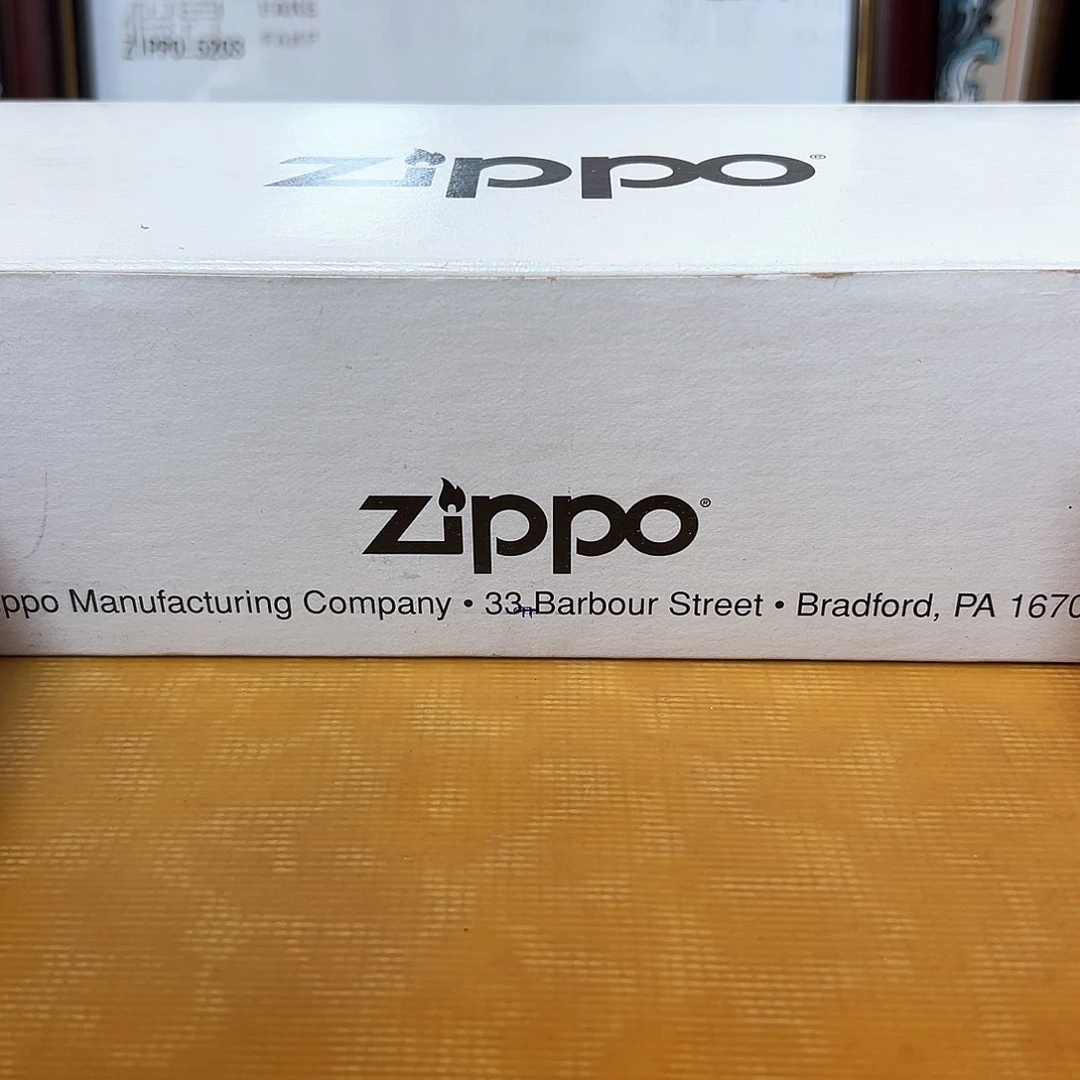 zippo®
zippo®
ppo Manufacturing Company • 33 Barbour Street • Bradford, PA 1670